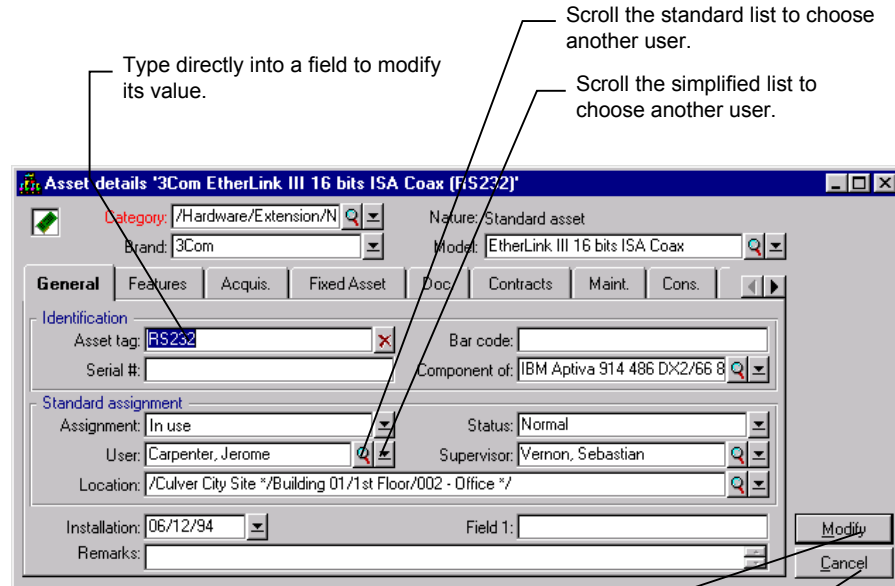 Scroll the standard list to choose
another user.
Type directly into a field to modify
its value.
Scroll the simplified list to
choose another user.
Asset details '3Com EtherLink III 16 bits ISA Coax (RS232)'
Category: /Hardware/Extension/N Nature: Standard asset
Brand: 3Com Model: EtherLink III 16 bits ISA Coax
General Features Acquis. Fixed Asset Doc. Contracts Maint. Cons.
Identification
Asset tag: RS232 Bar code:
Serial #: Component of: IBM Aptiva 914 486 DX2/66 8
Standard assignment
Assignment: In use Status: Normal
User: Carpenter, Jerome Supervisor: Vernon, Sebastian
Location: /Culver City Site */Building 01/1st Floor/002 - Office */
Installation: 06/12/94 Field 1: Modify
Remarks: Cancel